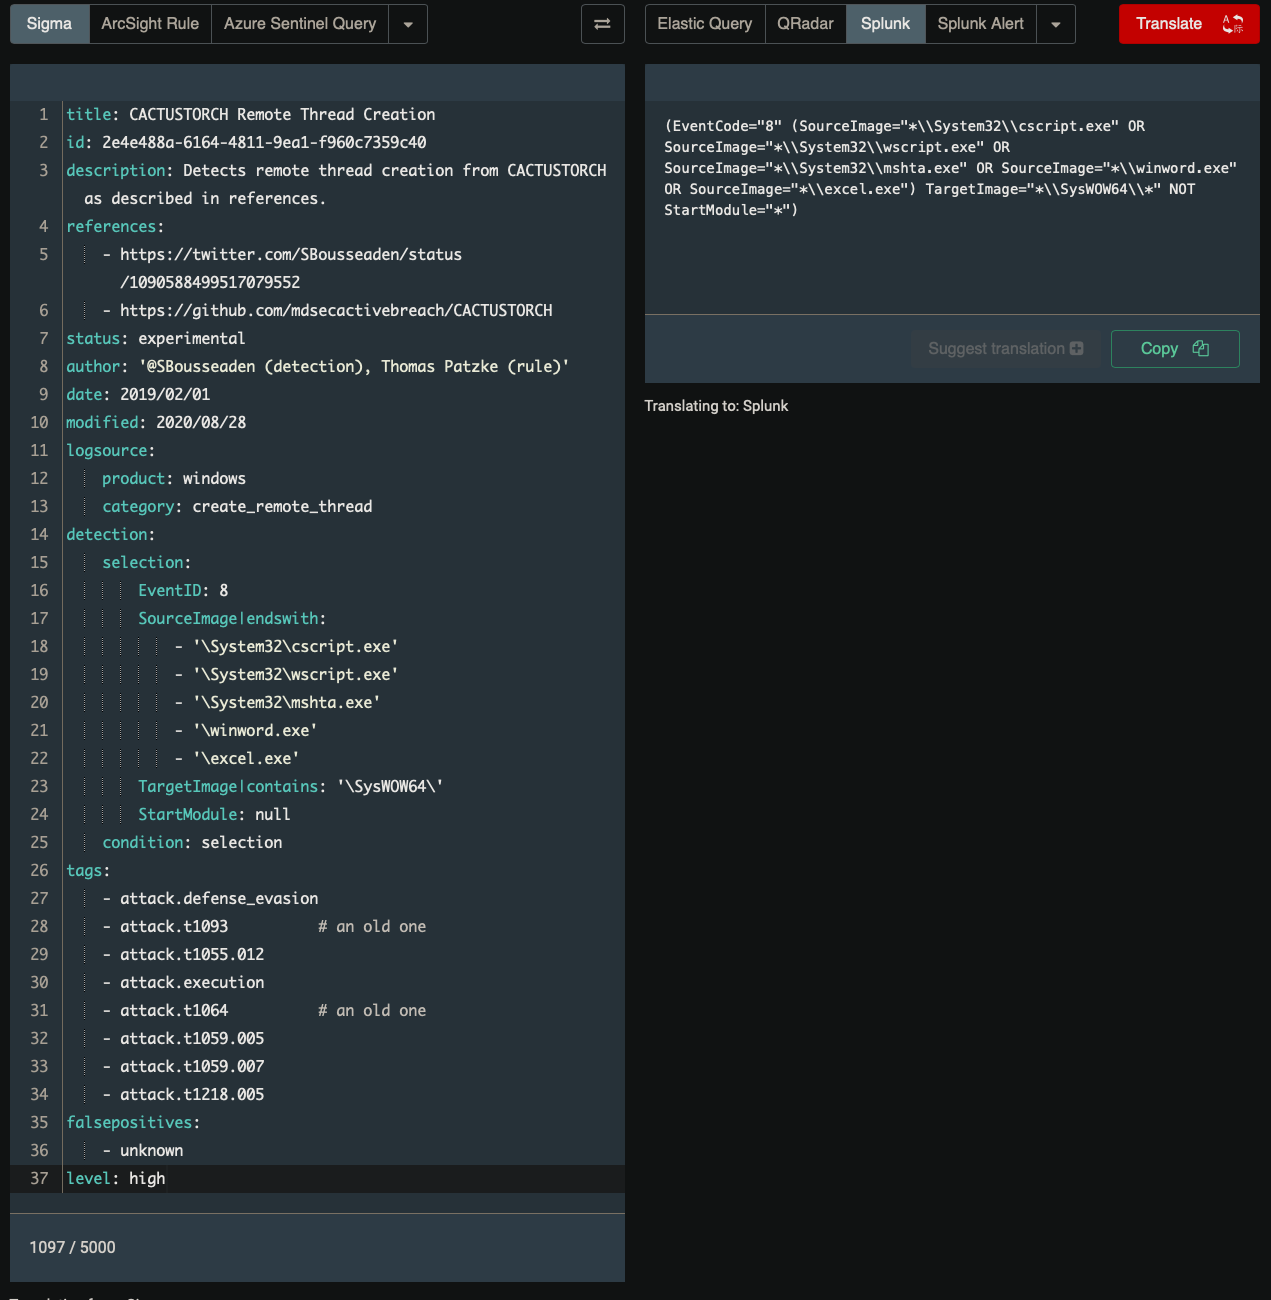 Sigma ArcSight Rule Azure Sentinel Query Elastic Query QRadar Splunk Splunk Alert Translate
1 title: CACTUSTORCH Remote Thread Creation
2 id: 2e4e488a-6164-4811-9ea1-f960c7359c40
3 description: Detects remote thread creation from CACTUSTORCH
as described in references.
4 references:
5 - https://twitter.com/SBousseaden/status
/1090588499517079552
6 - https://github.com/mdsecactivebreach/CACTUSTORCH
7 status: experimental
8 author: '@SBousseaden (detection), Thomas Patzke (rule)'
9 date: 2019/02/01
10 modified: 2020/08/28
11 logsource:
12 product: windows
13 category: create_remote_thread
14 detection:
15 selection:
16 EventID: 8
17 SourceImage|endswith:
18 - '\System32\cscript.exe'
19 - '\System32\wscript.exe'
20 - '\System32\mshta.exe'
21 - '\winword.exe'
22 - '\excel.exe'
23 TargetImage|contains: '\SysWOW64\'
24 StartModule: null
25 condition: selection
26 tags:
27 - attack.defense_evasion
28 - attack.t1093 # an old one
29 - attack.t1055.012
30 - attack.execution
31 - attack.t1064 # an old one
32 - attack.t1059.005
33 - attack.t1059.007
34 - attack.t1218.005
35 falsepositives:
36 - unknown
37 level: high
1097 / 5000
(EventCode="8" (SourceImage="*\\System32\\cscript.exe" OR
SourceImage="*\\System32\\wscript.exe" OR
SourceImage="*\\System32\\mshta.exe" OR SourceImage="*\\winword.exe"
OR SourceImage="*\\excel.exe") TargetImage="*\\SysWOW64\\*" NOT
StartModule="*")
Suggest translation Copy
Translating to: Splunk